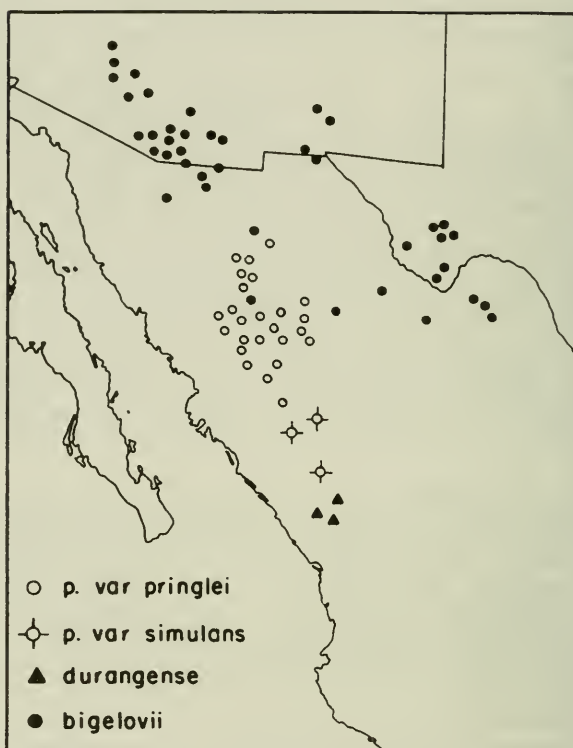 p. var pringlei
p. var simulans
durangense
bigelovii